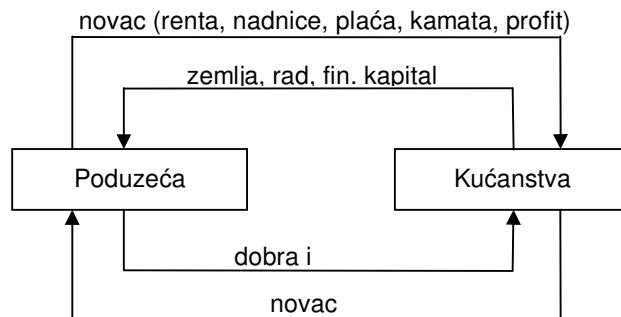 novac (renta, nadnice, plaća, kamata, profit)
zemlja, rad, fin. kapital
Poduzeća
Kućanstva
dobra i
novac